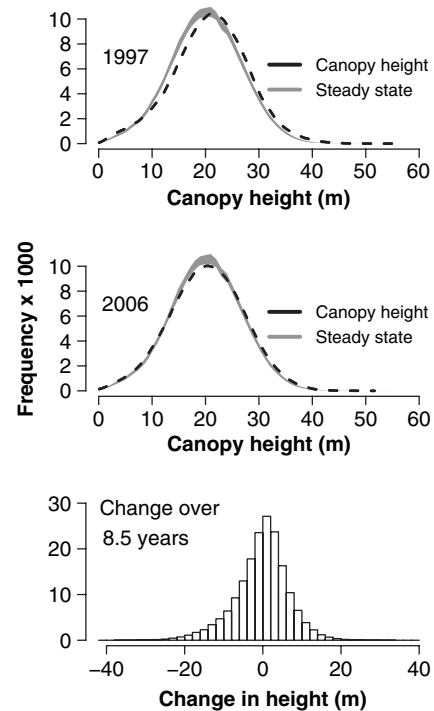 Frequency x 1000
10
8
6
4
2
0
1997
Canopy height
Steady state
0 10 20 30 40 50 60
Canopy height (m)
10
8
6
4
2
0
2006
Canopy height
Steady state
0 10 20 30 40 50 60
Canopy height (m)
30
20
10
0
Change over
8.5 years
−40 −20 0 20 40
Change in height (m)